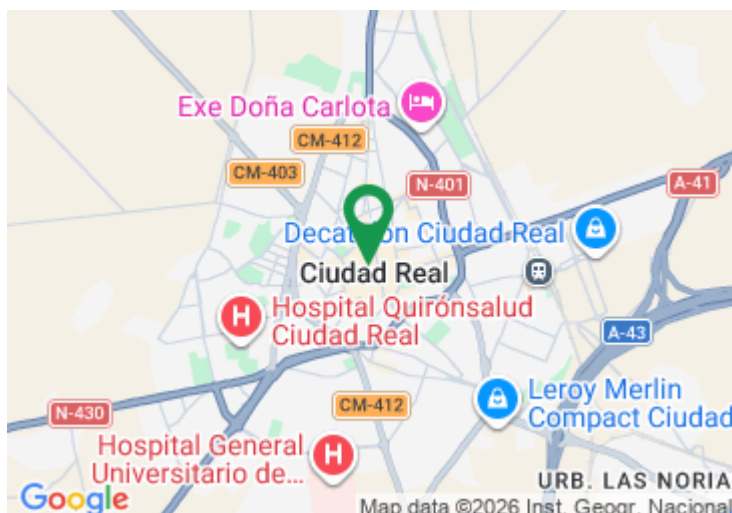 Exe Doña Carlota
CM-412
CM-403
N-401
A-41
Decatlon Ciudad Real
Ciudad Real
H
Hospital Quirónsalud
Ciudad Real
A-43
Leroy Merlin
Compact Ciudad
CM-412
N-430
Hospital General
Universitario de...
H
URB. LAS NORIA
Google
Map data ©2026 Inst. Geogr. Nacional